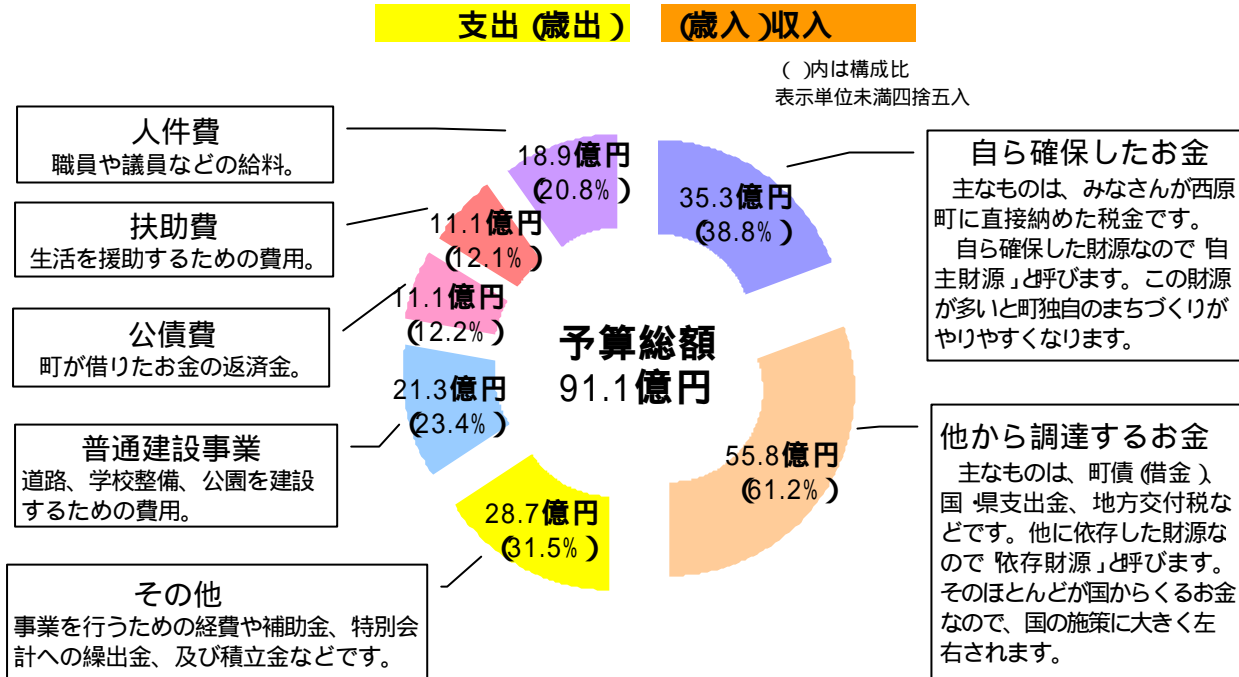 支出（歳出）
（歳入）収入
（ ）内は構成比
表示単位未満四捨五入
人件費
職員や議員などの給料。
扶助費
生活を援助するための費用。
公債費
町が借りたお金の返済金。
普通建設事業
道路、学校整備、公園を建設
するための費用。
その他
事業を行うための経費や補助金、特別会
計への繰出金、及び積立金などです。
18.9億円
（20.8%）
11.1億円
（12.1%）
11.1億円
（12.2%）
21.3億円
（23.4%）
28.7億円
（31.5%）
予算総額
91.1億円
35.3億円
（38.8%）
55.8億円
（61.2%）
自ら確保したお金
主なものは、みなさんが西原
町に直接納めた税金です。
自ら確保した財源なので「自
主財源」と呼びます。この財源
が多いと町独自のまちづくりが
やりやすくなります。
他から調達するお金
主なものは、町債（借金）、
国・県支出金、地方交付税な
どです。他に依存した財源な
ので「依存財源」と呼びます。
そのほとんどが国からくるお金
なので、国の施策に大きく左
右されます。